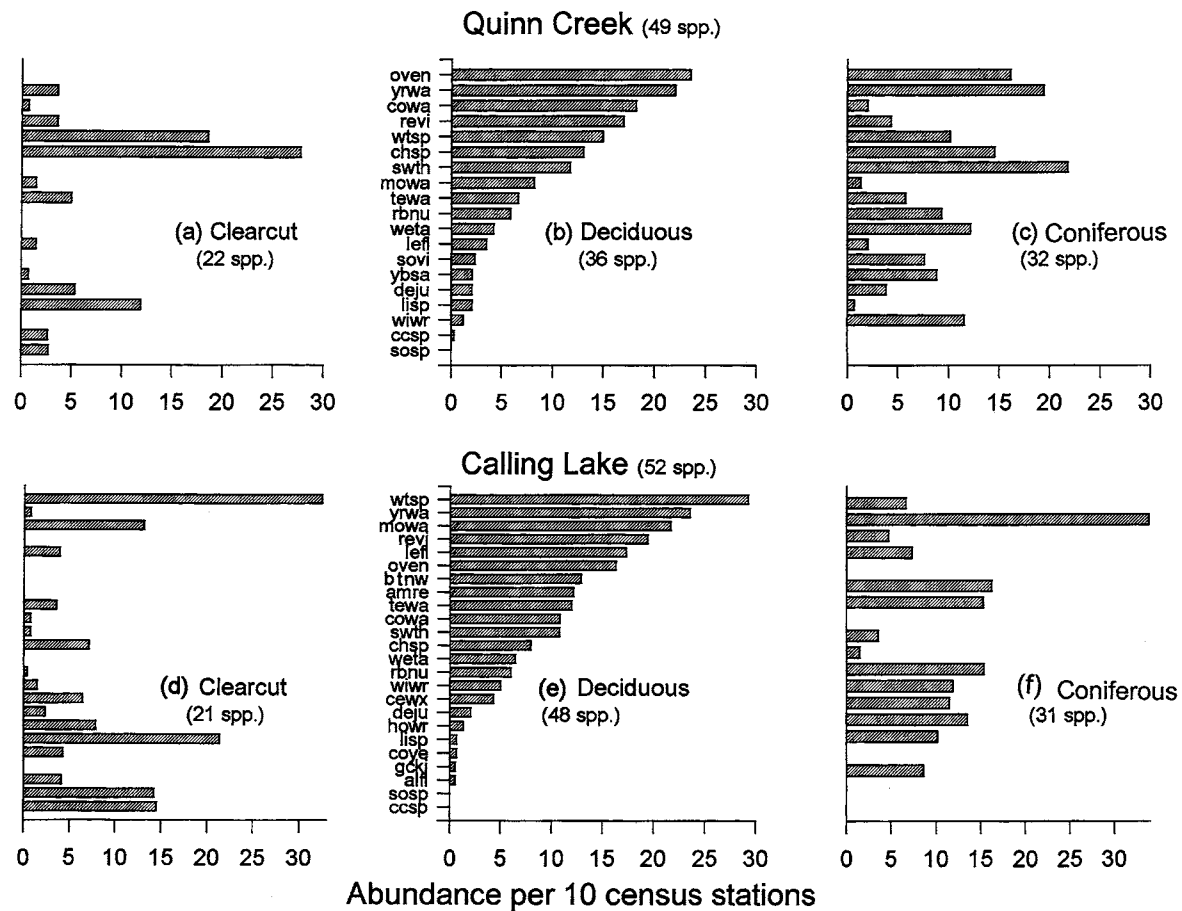 Quinn Creek (49 spp.)
oven
yrwa
cowa
revi
wtsp
chsp
swth
mowa
tewa
rbnu
weta
lefl
sovi
ybsa
deju
lisp
wiwr
ccsp
sosp
(a) Clearcut
(22 spp.)
(b) Deciduous
(36 spp.)
(c) Coniferous
(32 spp.)
0 5 10 15 20 25 30
0 5 10 15 20 25 30
0 5 10 15 20 25 30
Calling Lake (52 spp.)
wtsp
yrwa
mowa
revi
lefl
oven
btnw
amre
tewa
cowa
swth
chsp
weta
rbnu
wiwr
cewx
deju
howr
lisp
coye
gcki
alfl
sosp
ccsp
(d) Clearcut
(21 spp.)
(e) Deciduous
(48 spp.)
(f) Coniferous
(31 spp.)
0 5 10 15 20 25 30
0 5 10 15 20 25 30
0 5 10 15 20 25 30
Abundance per 10 census stations